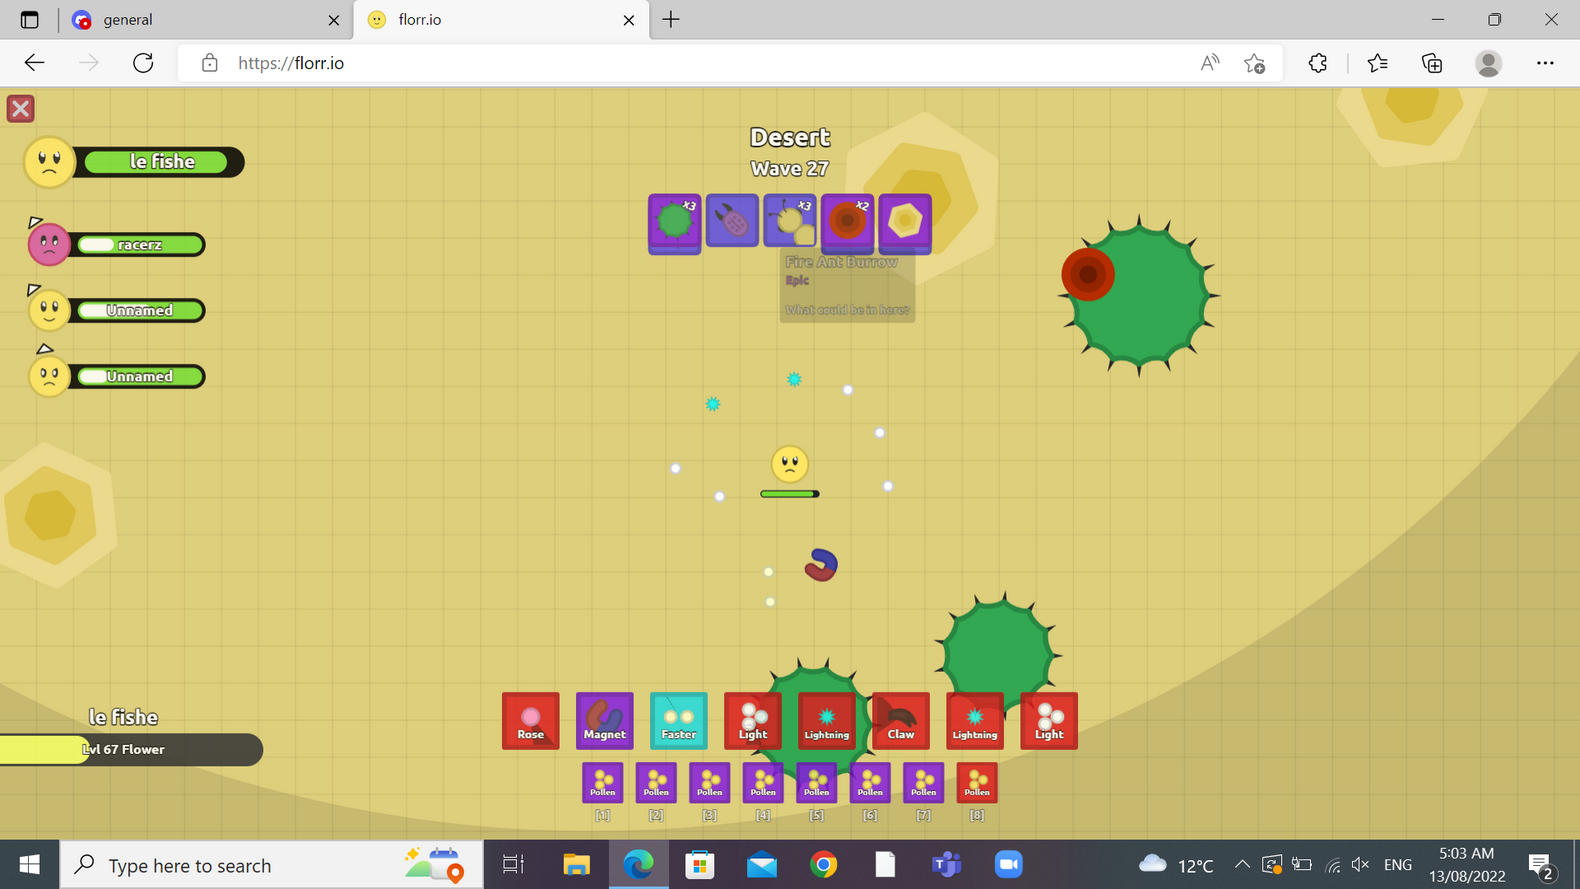 general
florr.io
https://florr.io
Desert
Wave 27
le fishe
x3
x3
x2
racerz
Fire Ant Burrow
Epic
What could be in here?
Unnamed
Unnamed
le fishe
Lvl 67 Flower
Rose
Magnet
Faster
Light
Lightning
Claw
Lightning
Light
Pollen
Pollen
Pollen
Pollen
Pollen
Pollen
Pollen
Pollen
[1]
[2]
[3]
[4]
[5]
[6]
[7]
[8]
Type here to search
12°C
ENG
5:03 AM
13/08/2022
2